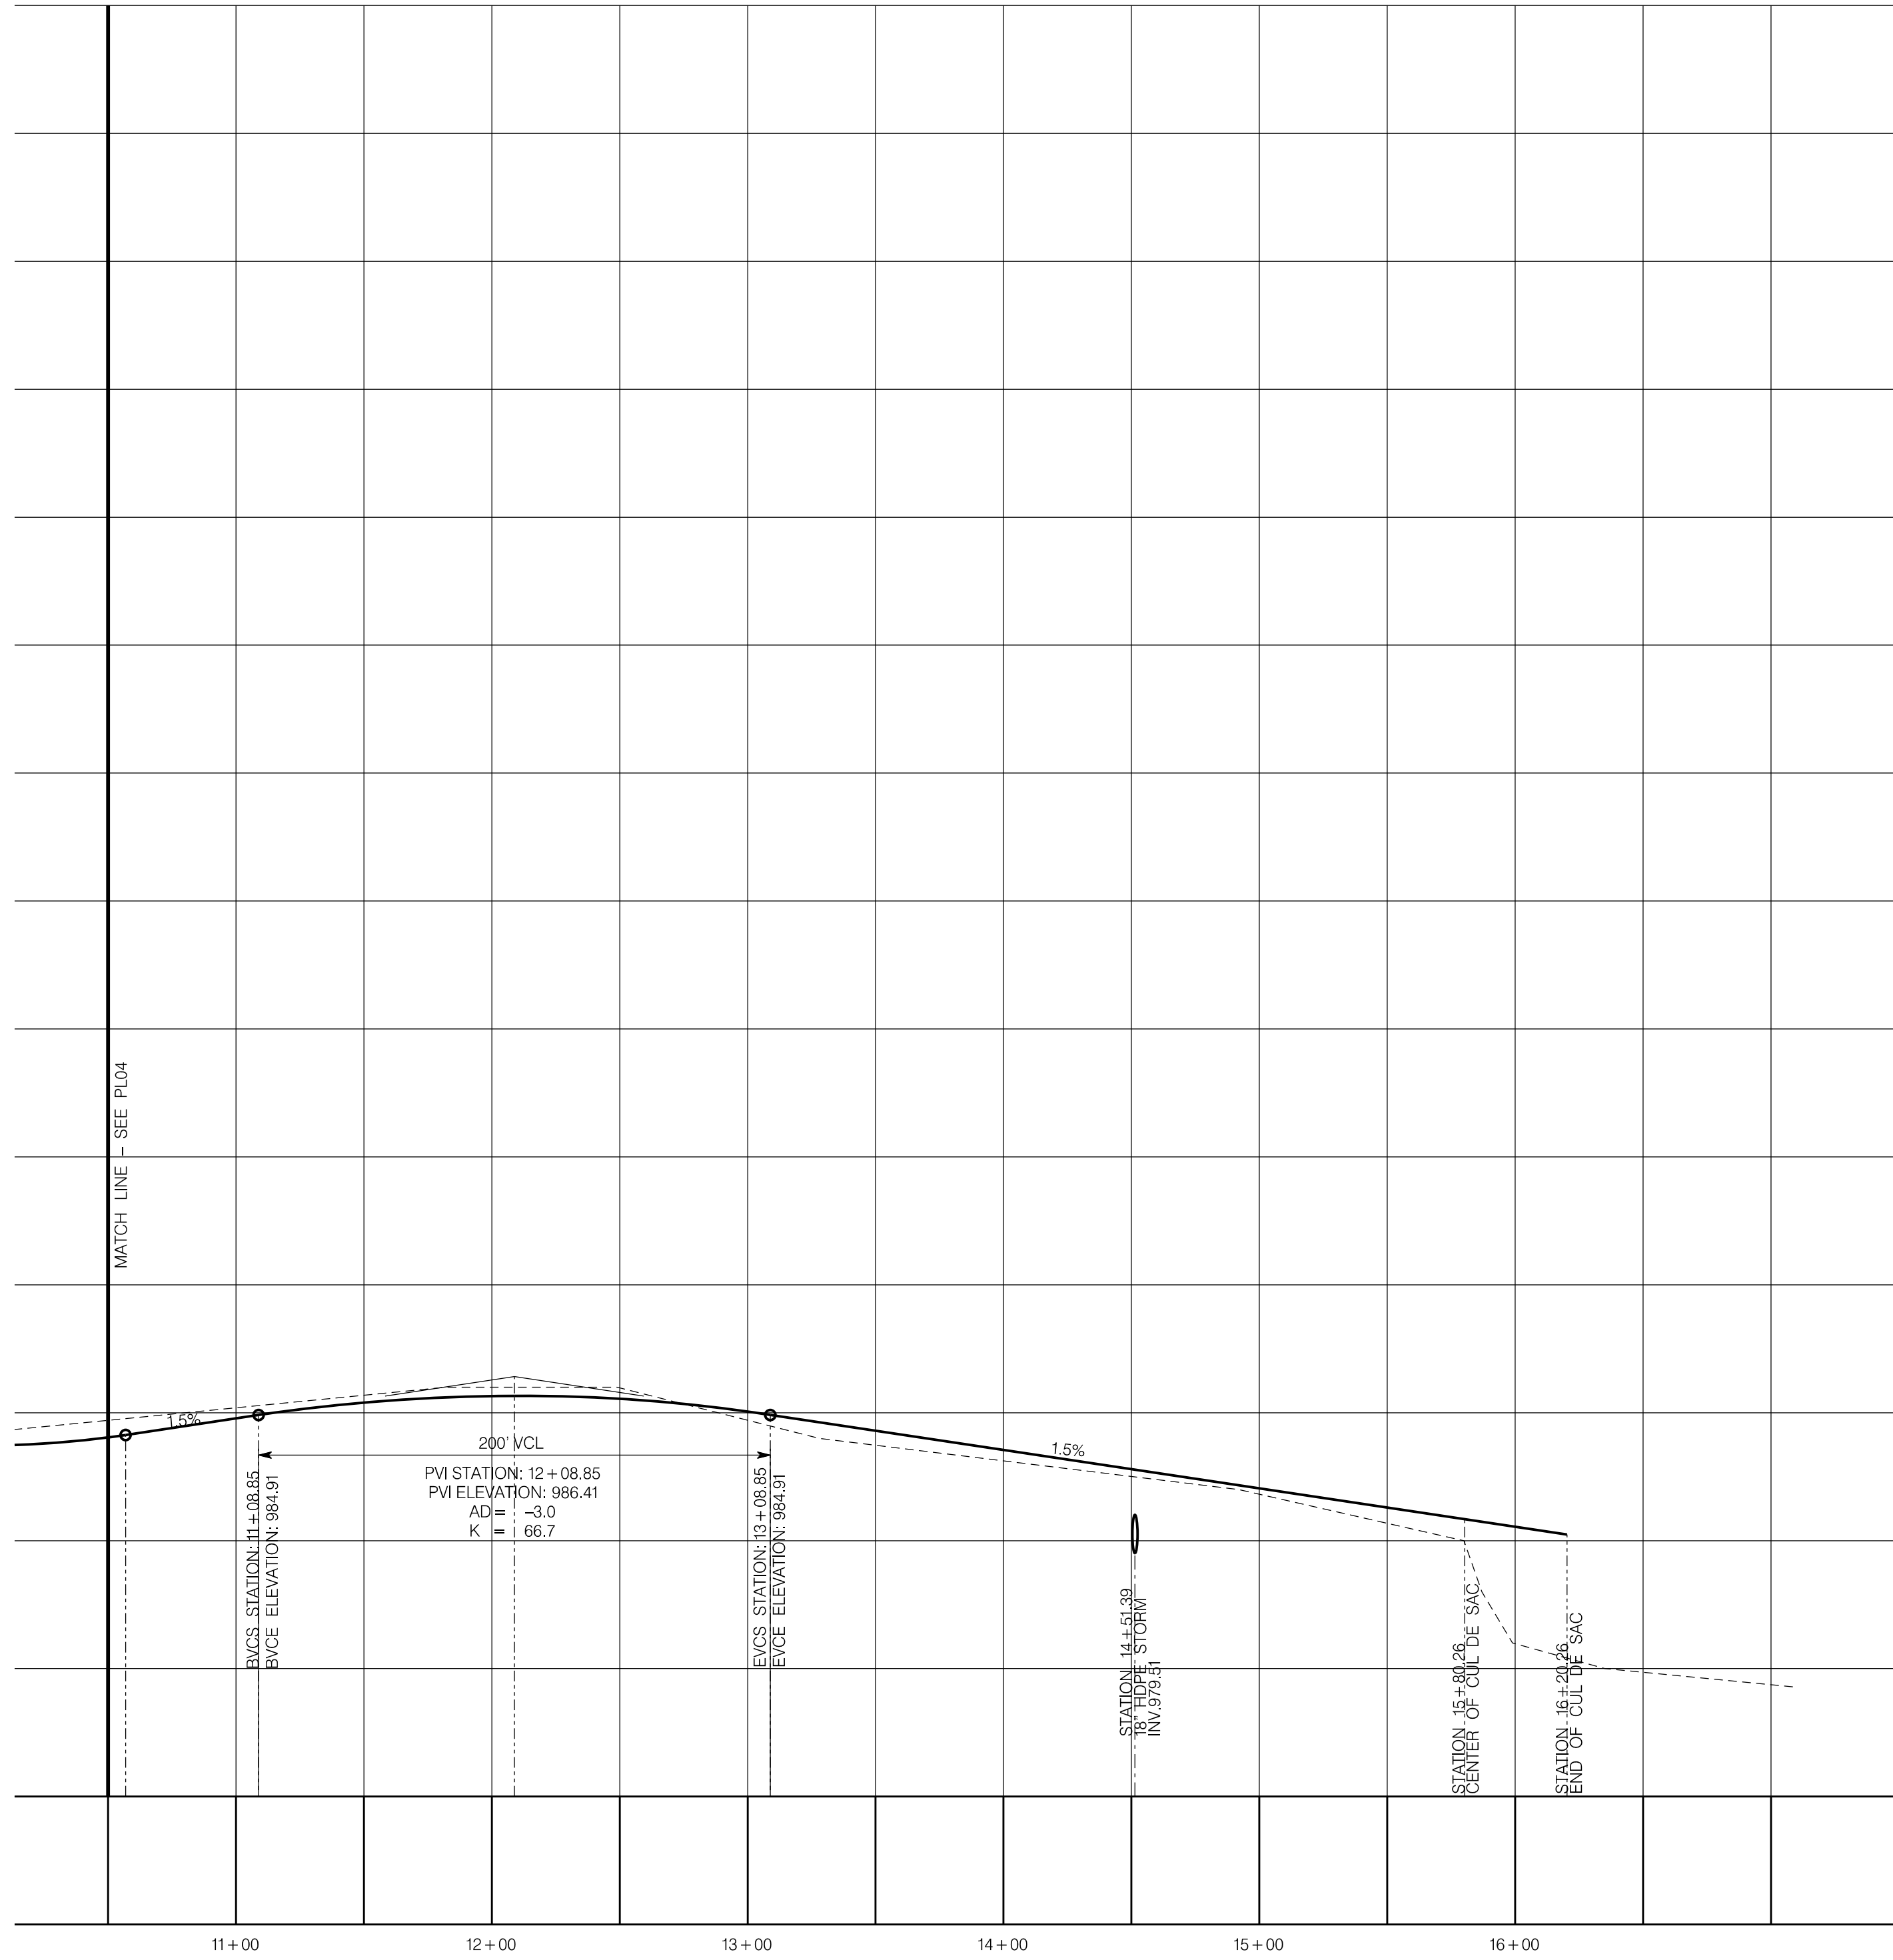 MATCH LINE – SEE PL04
1.5%
200' VCL
PVI STATION: 12+08.85
PVI ELEVATION: 986.41
AD = –3.0
K = 66.7
BVCS STATION: 11+08.85
BVCE ELEVATION: 984.91
EVCS STATION: 13+08.85
EVCE ELEVATION: 984.91
1.5%
STATION 14+51.39
18" HDPE STORM
INV.979.51
STATION 15+80.26
CENTER OF CUL DE SAC
STATION 16+20.26
END OF CUL DE SAC
11+00
12+00
13+00
14+00
15+00
16+00